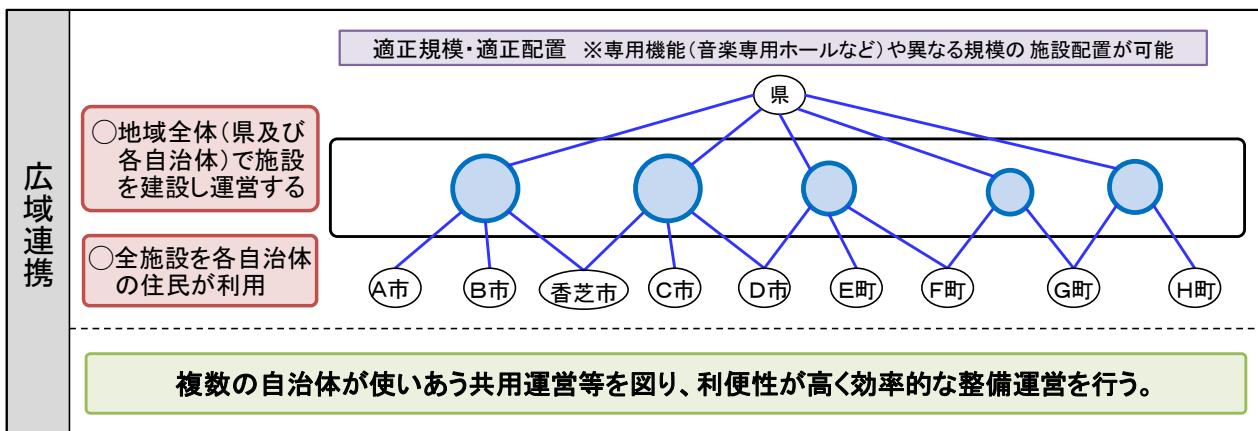 適正規模・適正配置 ※専用機能(音楽専用ホールなど)や異なる規模の 施設配置が可能
県
広域連携
○地域全体(県及び
各自治体)で施設
を建設し運営する
○全施設を各自治体
の住民が利用
A市
B市
香芝市
C市
D市
E町
F町
G町
H町
複数の自治体が使いあう共用運営等を図り、利便性が高く効率的な整備運営を行う。